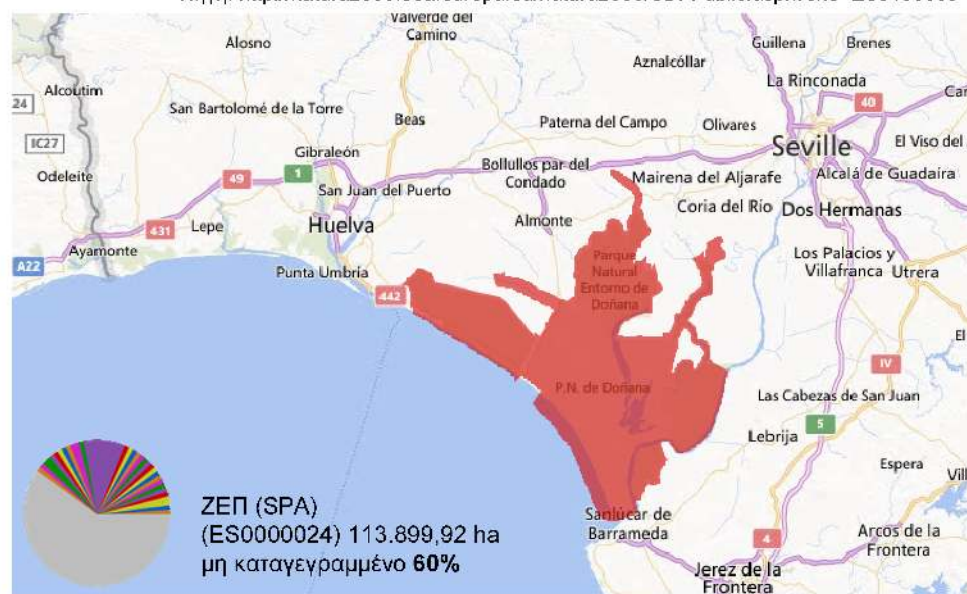 Valverde del
Camino
Guillena
Brenes
Alosno
Aznalcóllar
Alcoutim
La Rinconada
24
San Bartolomé de la Torre
40
Beas
Paterna del Campo
Olivares
IC27
El Viso del
Gibraleón
Seville
1
Bollullos par del
Condado
Odeleite
49
San Juan del Puerto
Mairena del Aljarafe
Alcalá de Guadaíra
Coria del Río
Dos Hermanas
Lepe
Huelva
Almonte
431
Ayamonte
Los Palacios y
Villafranca
Utrera
A22
Punta Umbría
Parque
Natural
Entorno de
Doñana
442
El
IV
P.N. de Doñana
Las Cabezas de San Juan
5
Lebrija
Espera
ΖΕΠ (SPA)
(ES0000024) 113.899,92 ha
μη καταγεγραμμένο 60%
Sanlúcar de
Barrameda
4
Arcos de la
Frontera
Jerez de la
Frontera